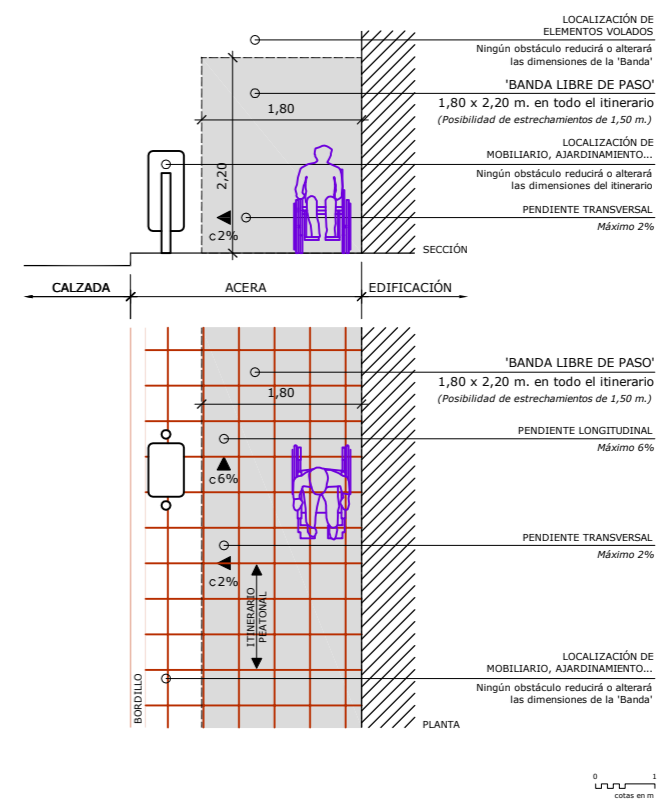 LOCALIZACIÓN DE
ELEMENTOS VOLADOS
Ningún obstáculo reducirá o alterará
las dimensiones de la 'Banda'
'BANDA LIBRE DE PASO'
1,80 x 2,20 m. en todo el itinerario
(Posibilidad de estrechamientos de 1,50 m.)
1,80
LOCALIZACIÓN DE
MOBILIARIO, AJARDINAMIENTO...
Ningún obstáculo reducirá o alterará
las dimensiones del itinerario
2,20
PENDIENTE TRANSVERSAL
Máximo 2%
c2%
SECCIÓN
CALZADA
ACERA
EDIFICACIÓN
'BANDA LIBRE DE PASO'
1,80 x 2,20 m. en todo el itinerario
(Posibilidad de estrechamientos de 1,50 m.)
1,80
PENDIENTE LONGITUDINAL
Máximo 6%
c6%
PENDIENTE TRANSVERSAL
Máximo 2%
c2%
ITINERARIO
PEATONAL
LOCALIZACIÓN DE
MOBILIARIO, AJARDINAMIENTO...
Ningún obstáculo reducirá o alterará
las dimensiones de la 'Banda'
BORDILLO
PLANTA
0 1
cotas en m